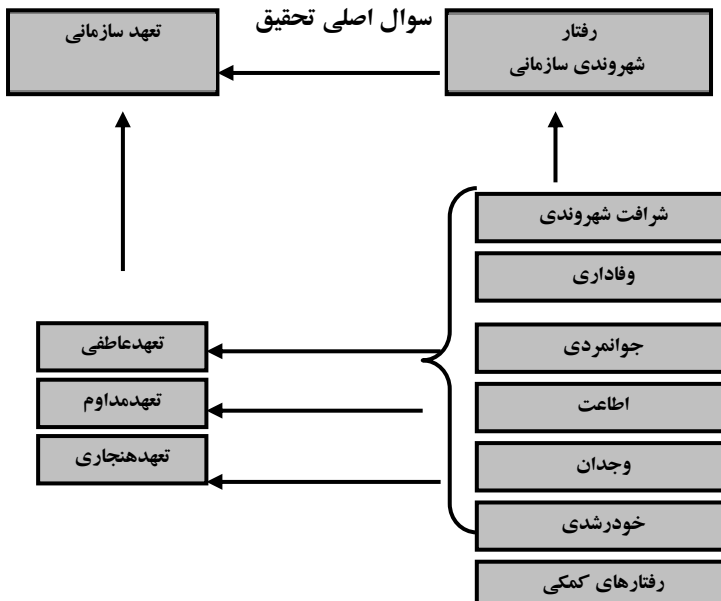 سوال اصلی تحقیق
رفتار
شهروندی سازمانی
تعهد سازمانی
شرافت شهروندی
وفاداری
جوانمردی
اطاعت
وجدان
خودرشدی
رفتارهای کمکی
تعهدعاطفی
تعهدمداوم
تعهدهنجاری